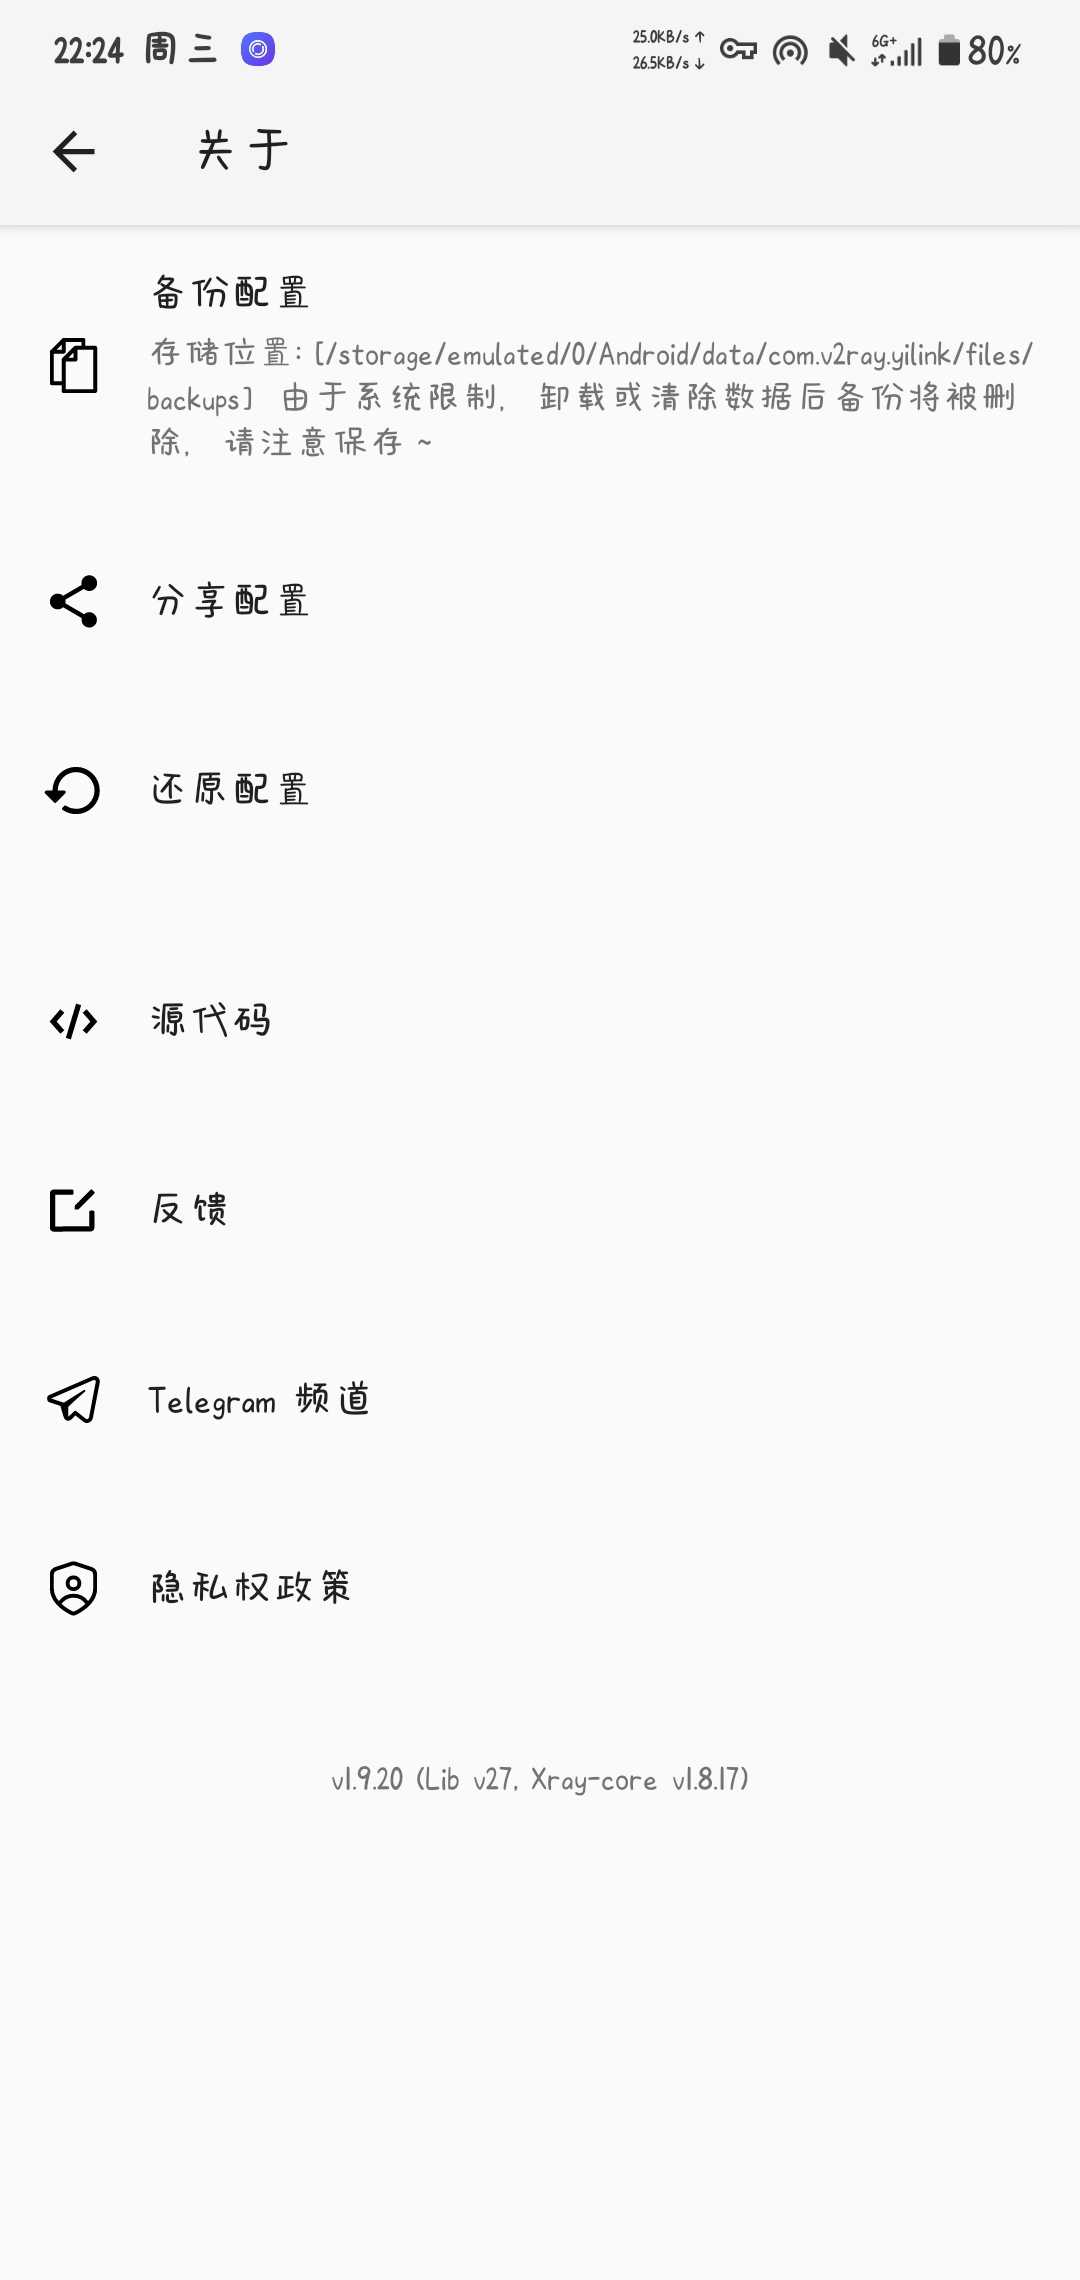 22:24 周三
25.0KB/s ↑
26.5KB/s ↓
6G+
80%
关于
备份配置
存储位置: [/storage/emulated/0/Android/data/com.v2ray.yilink/files/
backups] 由于系统限制, 卸载或清除数据后备份将被删
除, 请注意保存 ~
分享配置
还原配置
源代码
反馈
Telegram 频道
隐私权政策
v1.9.20 (Lib v27, Xray-core v1.8.17)